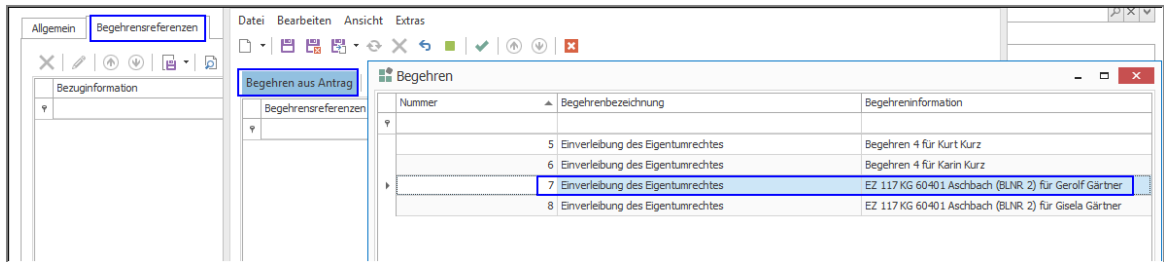 Allgemein Begehrensreferenzen
Bezuginformation
Datei Bearbeiten Ansicht Extras
Begehren aus Antrag
Begehrensreferenzen
Begehren
Nummer Begehrenbezeichnung Begehreninformation
5 Einverleibung des Eigentumrechtes Begehren 4 für Kurt Kurz
6 Einverleibung des Eigentumrechtes Begehren 4 für Karin Kurz
7 Einverleibung des Eigentumrechtes EZ 117 KG 60401 Aschbach (BLNR 2) für Gerolf Gärtner
8 Einverleibung des Eigentumrechtes EZ 117 KG 60401 Aschbach (BLNR 2) für Gisela Gärtner